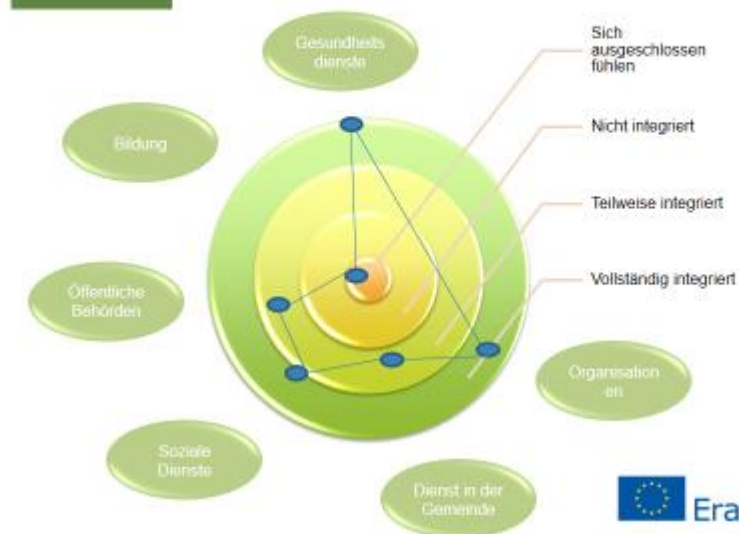 Gesundheits
dienste
Sich
ausgeschlossen
fühlen
Bildung
Nicht integriert
Teilweise integriert
Öffentliche
Behörden
Vollständig integriert
Organisation
en
Soziale
Dienste
Dienst in der
Gemeinde
Era